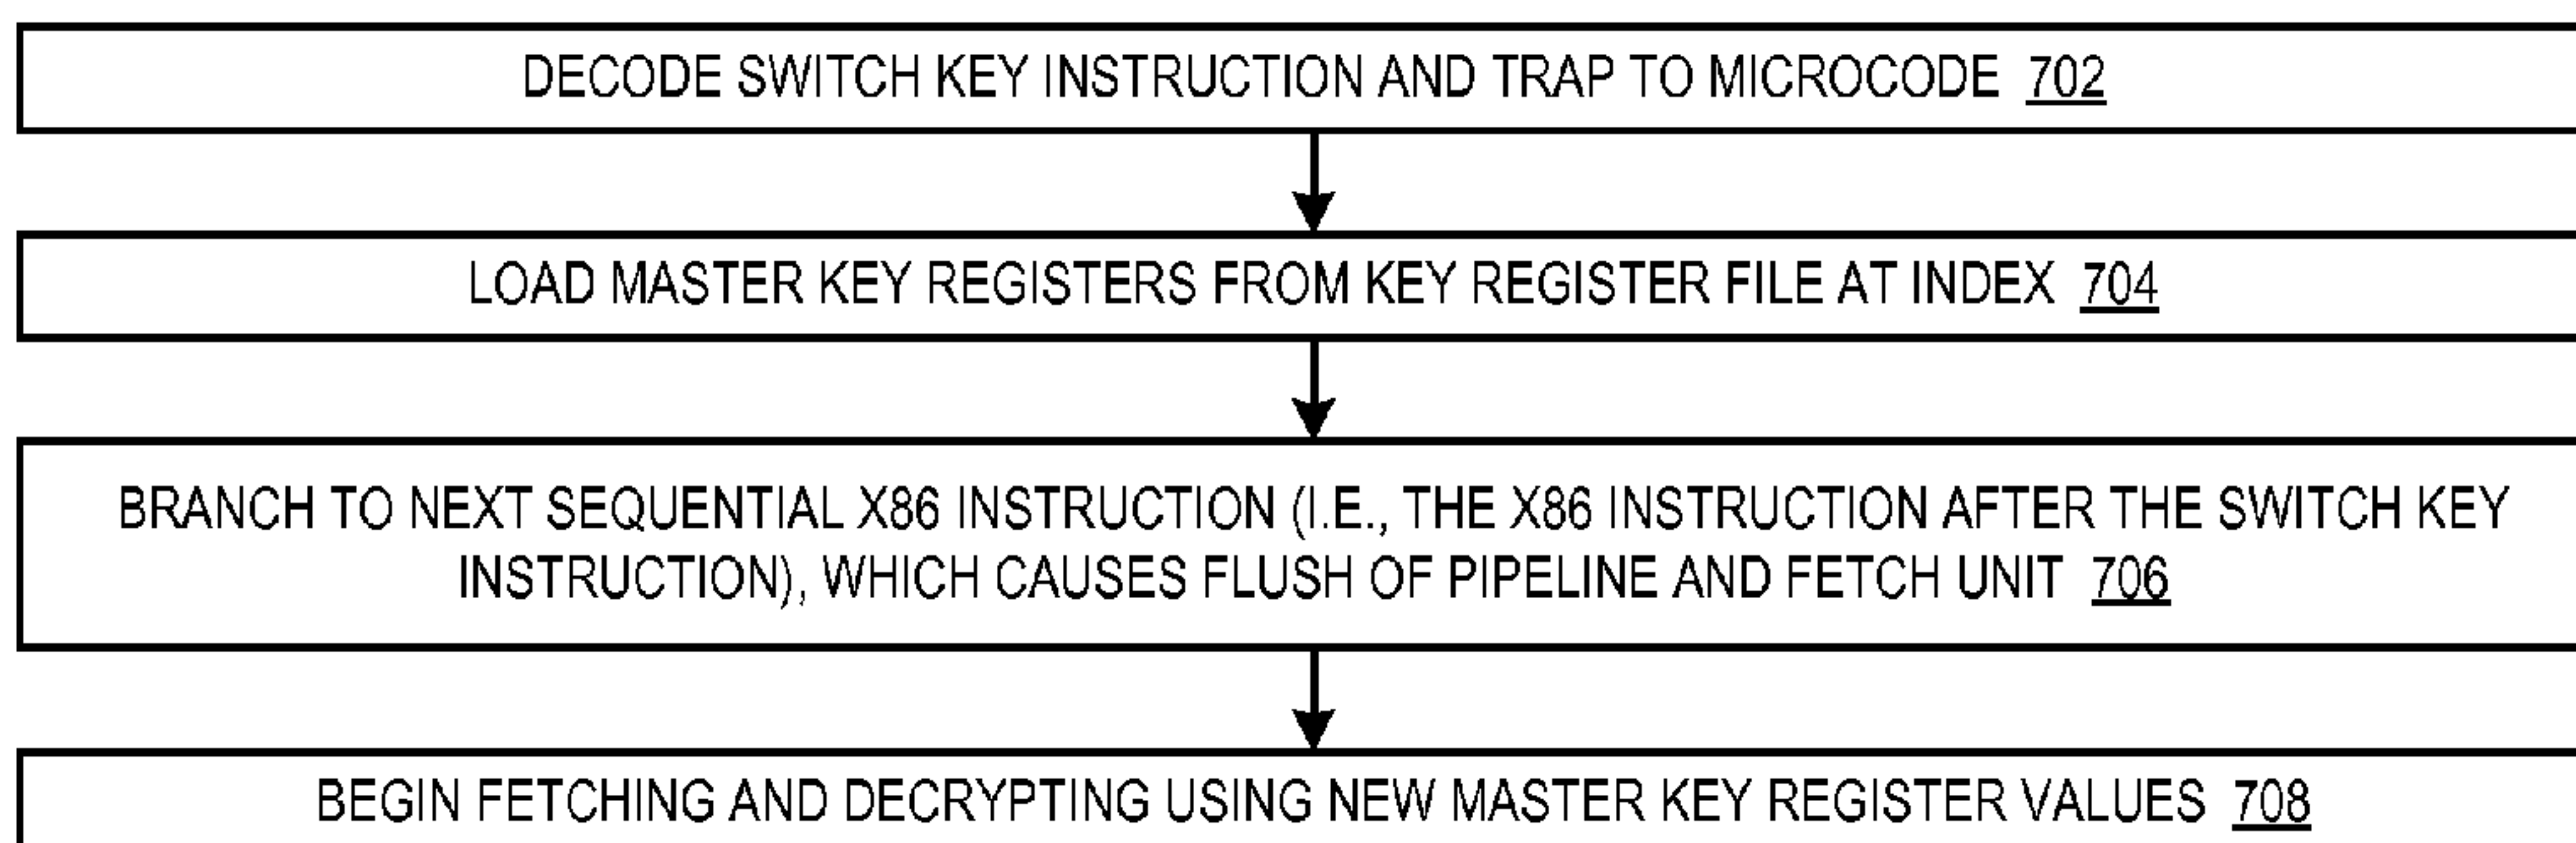 DECODE SWITCH KEY INSTRUCTION AND TRAP TO MICROCODE 702
LOAD MASTER KEY REGISTERS FROM KEY REGISTER FILE AT INDEX 704
BRANCH TO NEXT SEQUENTIAL X86 INSTRUCTION (I.E., THE X86 INSTRUCTION AFTER THE SWITCH KEY
INSTRUCTION), WHICH CAUSES FLUSH OF PIPELINE AND FETCH UNIT 706
BEGIN FETCHING AND DECRYPTING USING NEW MASTER KEY REGISTER VALUES 708